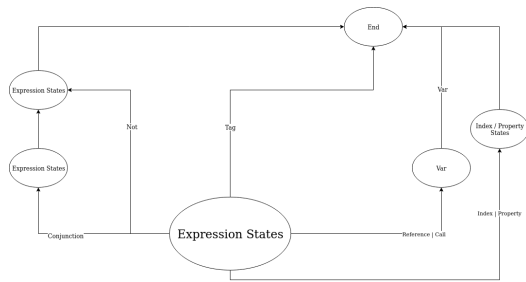 End
Expression States
Var
Not
Tag
Index / Property
States
Expression States
Var
Index | Property
Expression States
Conjunction
Reference | Call